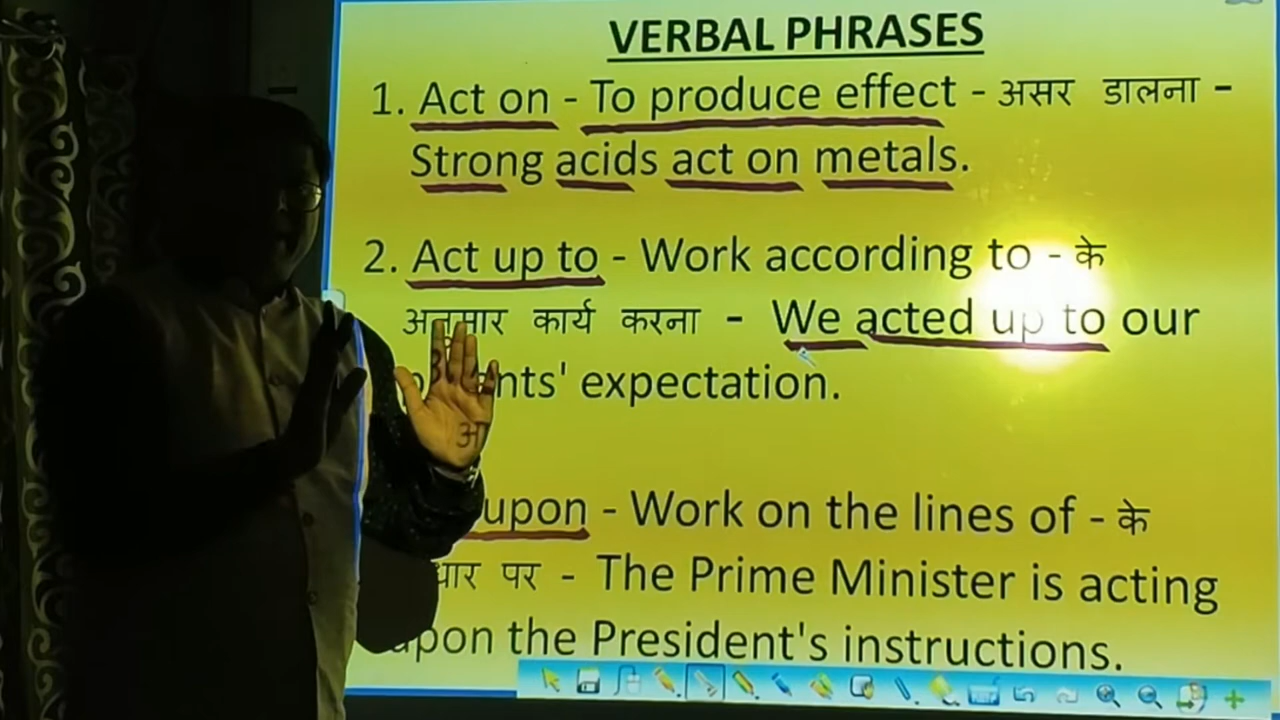 VERBAL PHRASES
1. Act on - To produce effect - असर डालना -
Strong acids act on metals.
2. Act up to - Work according to - के
अनुसार कार्य करना - We acted up to our
expectation.
upon - Work on the lines of - के
पर - The Prime Minister is acting
upon the President's instructions.